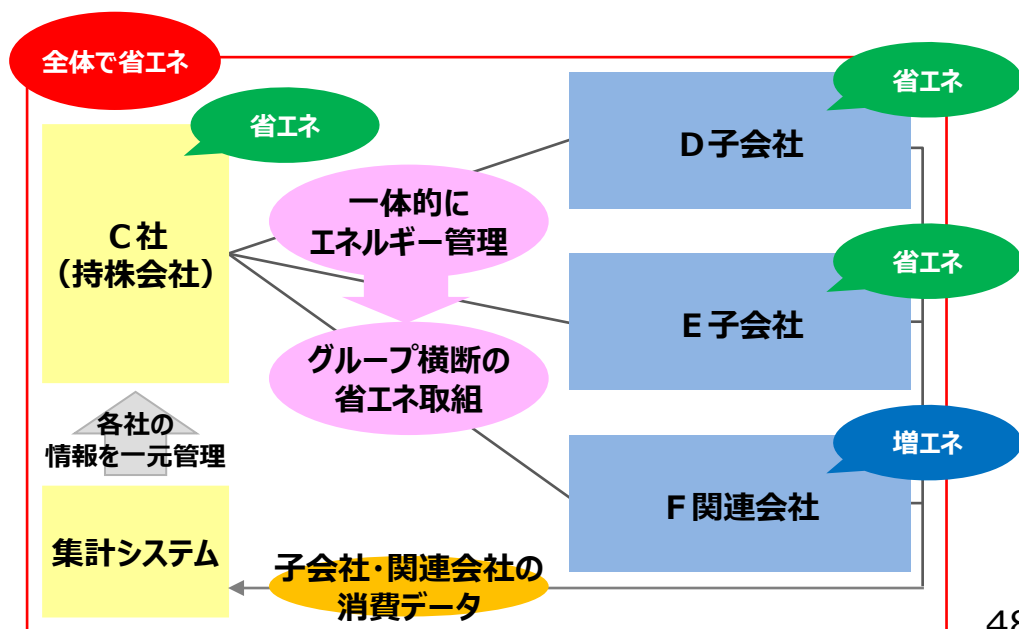 全体で省エネ
省エネ
省エネ
D子会社
C社
（持株会社）
一体的に
エネルギー管理
省エネ
E子会社
グループ横断の
省エネ取組
増エネ
各社の
情報を一元管理
F関連会社
集計システム
子会社・関連会社の
消費データ
48